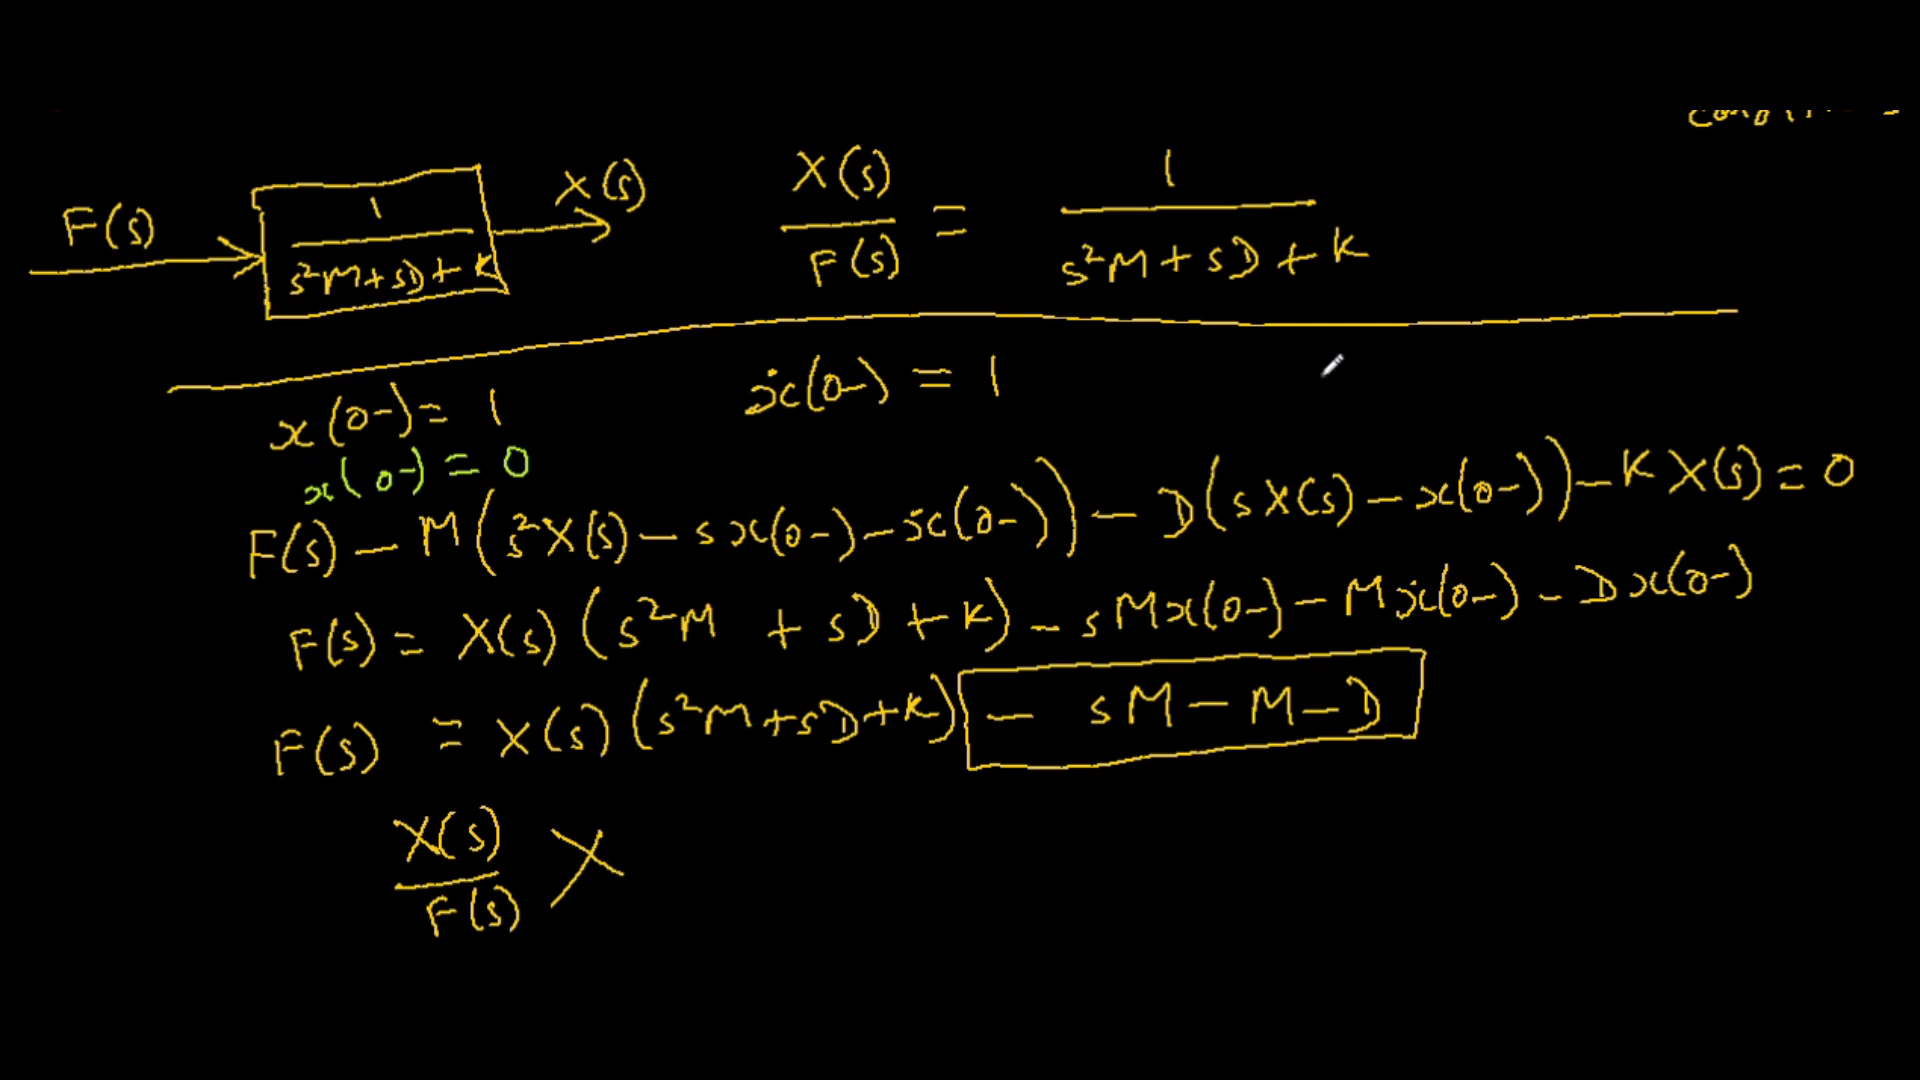 F(s)
1
s²M+sD+K
X(s)
X(s)/F(s) = 1/(s²M + sD + K)
x(0-) = 1
ẋ(0-) = 1
x(0-) = 0
F(s) - M(s²X(s) - sx(0-) - ẋ(0-)) - D(sX(s) - x(0-)) - KX(s) = 0
F(s) = X(s)(s²M + sD + K) - sMx(0-) - Mẋ(0-) - Dx(0-)
F(s) = X(s)(s²M+sD+K) - sM - M - D
X(s)/F(s) X